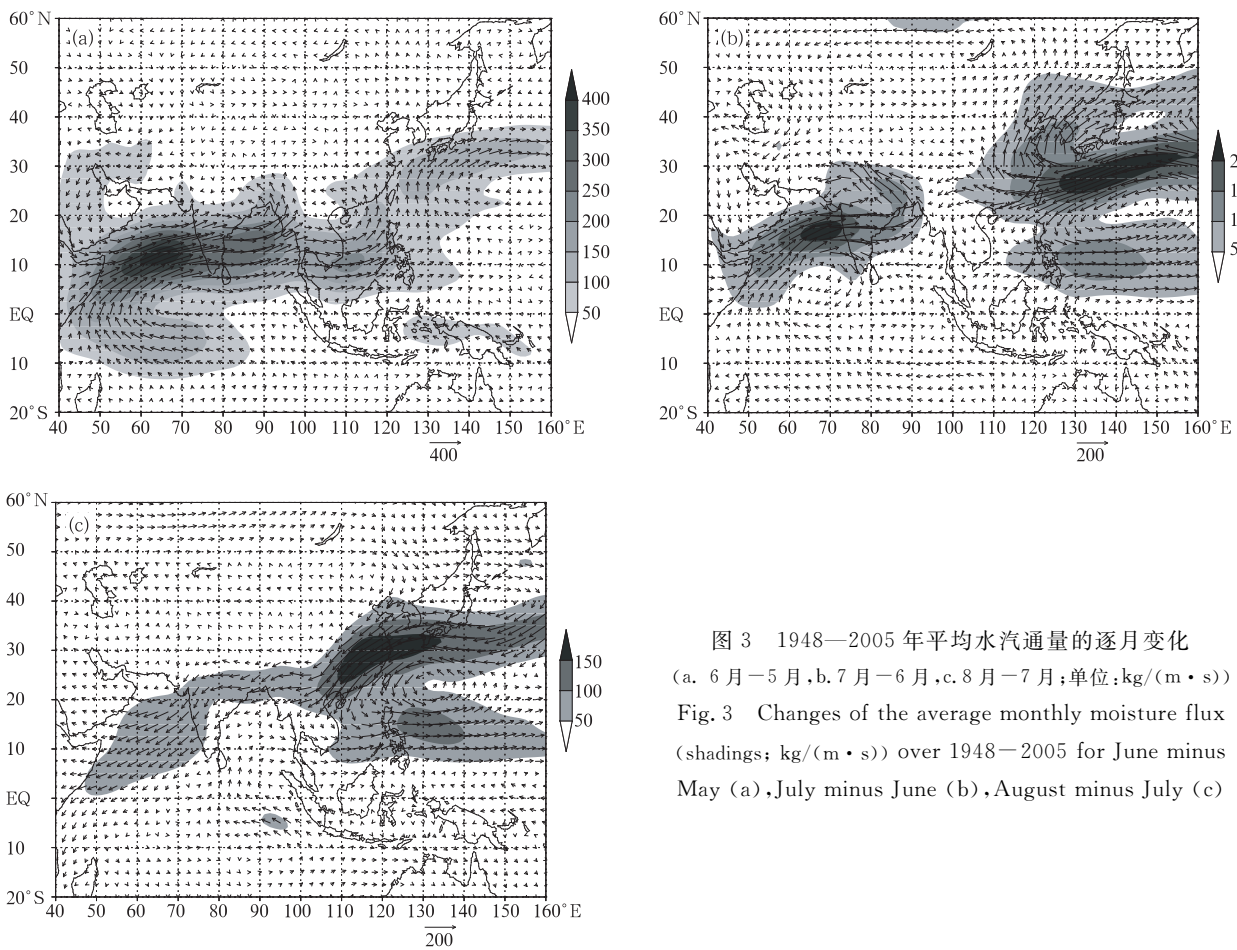 (a)
60°N
50
40
30
20
10
EQ
10
20°S
40 50 60 70 80 90 100 110 120 130 140 150 160°E
400
350
300
250
200
150
100
50
400
(b)
60°N
50
40
30
20
10
EQ
10
20°S
40 50 60 70 80 90 100 110 120 130 140 150 160°E
2
1
1
5
200
(c)
60°N
50
40
30
20
10
EQ
10
20°S
40 50 60 70 80 90 100 110 120 130 140 150 160°E
150
100
50
200
图 3 1948—2005 年平均水汽通量的逐月变化
(a. 6月-5月,b.7月-6月,c.8月-7月;单位:kg/(m·s))
Fig. 3 Changes of the average monthly moisture flux
(shadings; kg/(m·s)) over 1948-2005 for June minus
May (a),July minus June (b),August minus July (c)